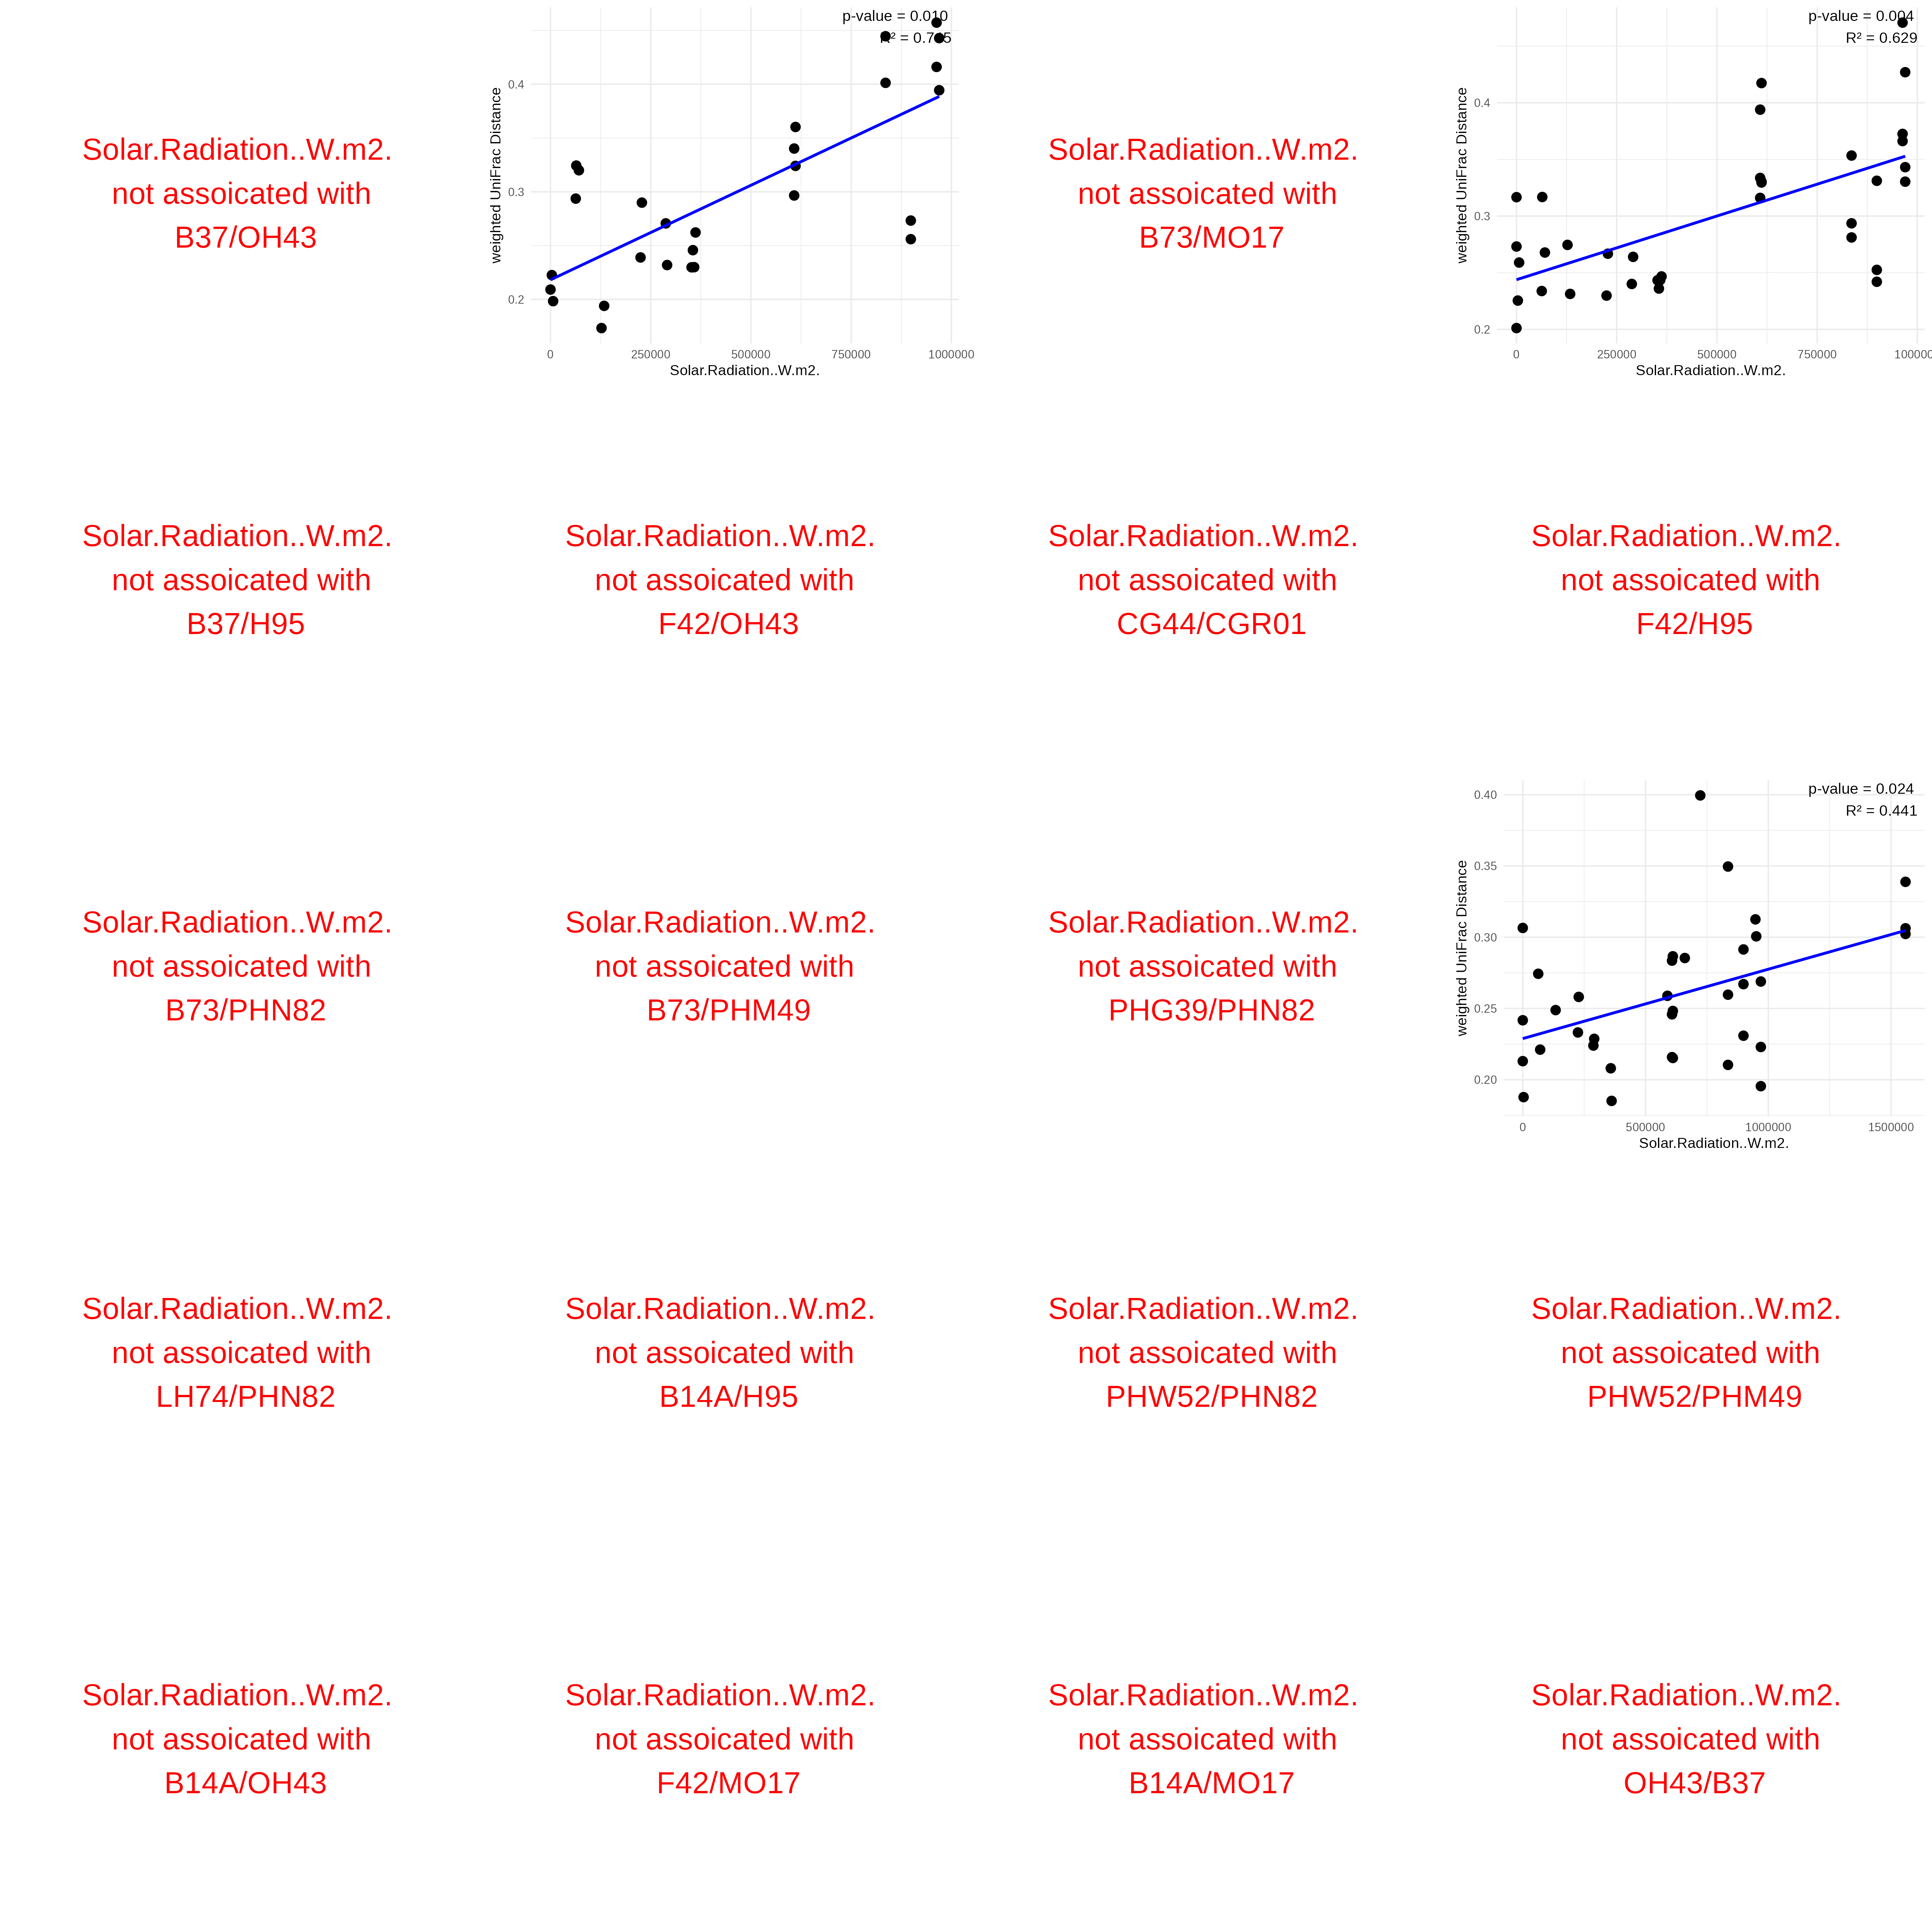 Solar.Radiation..W.m2.
not assoicated with
B37/OH43
p-value = 0.010
weighted UniFrac Distance
0.4
0.3
0.2
0
250000
500000
750000
1000000
Solar.Radiation..W.m2.
Solar.Radiation..W.m2.
not assoicated with
B73/MO17
p-value = 0.004
R² = 0.629
weighted UniFrac Distance
0.4
0.3
0.2
0
250000
500000
750000
Solar.Radiation..W.m2.
Solar.Radiation..W.m2.
not assoicated with
B37/H95
Solar.Radiation..W.m2.
not assoicated with
F42/OH43
Solar.Radiation..W.m2.
not assoicated with
CG44/CGR01
Solar.Radiation..W.m2.
not assoicated with
F42/H95
Solar.Radiation..W.m2.
not assoicated with
B73/PHN82
Solar.Radiation..W.m2.
not assoicated with
B73/PHM49
Solar.Radiation..W.m2.
not assoicated with
PHG39/PHN82
p-value = 0.024
R² = 0.441
weighted UniFrac Distance
0.40
0.35
0.30
0.25
0.20
0
500000
1000000
1500000
Solar.Radiation..W.m2.
Solar.Radiation..W.m2.
not assoicated with
LH74/PHN82
Solar.Radiation..W.m2.
not assoicated with
B14A/H95
Solar.Radiation..W.m2.
not assoicated with
PHW52/PHN82
Solar.Radiation..W.m2.
not assoicated with
PHW52/PHM49
Solar.Radiation..W.m2.
not assoicated with
B14A/OH43
Solar.Radiation..W.m2.
not assoicated with
F42/MO17
Solar.Radiation..W.m2.
not assoicated with
B14A/MO17
Solar.Radiation..W.m2.
not assoicated with
OH43/B37